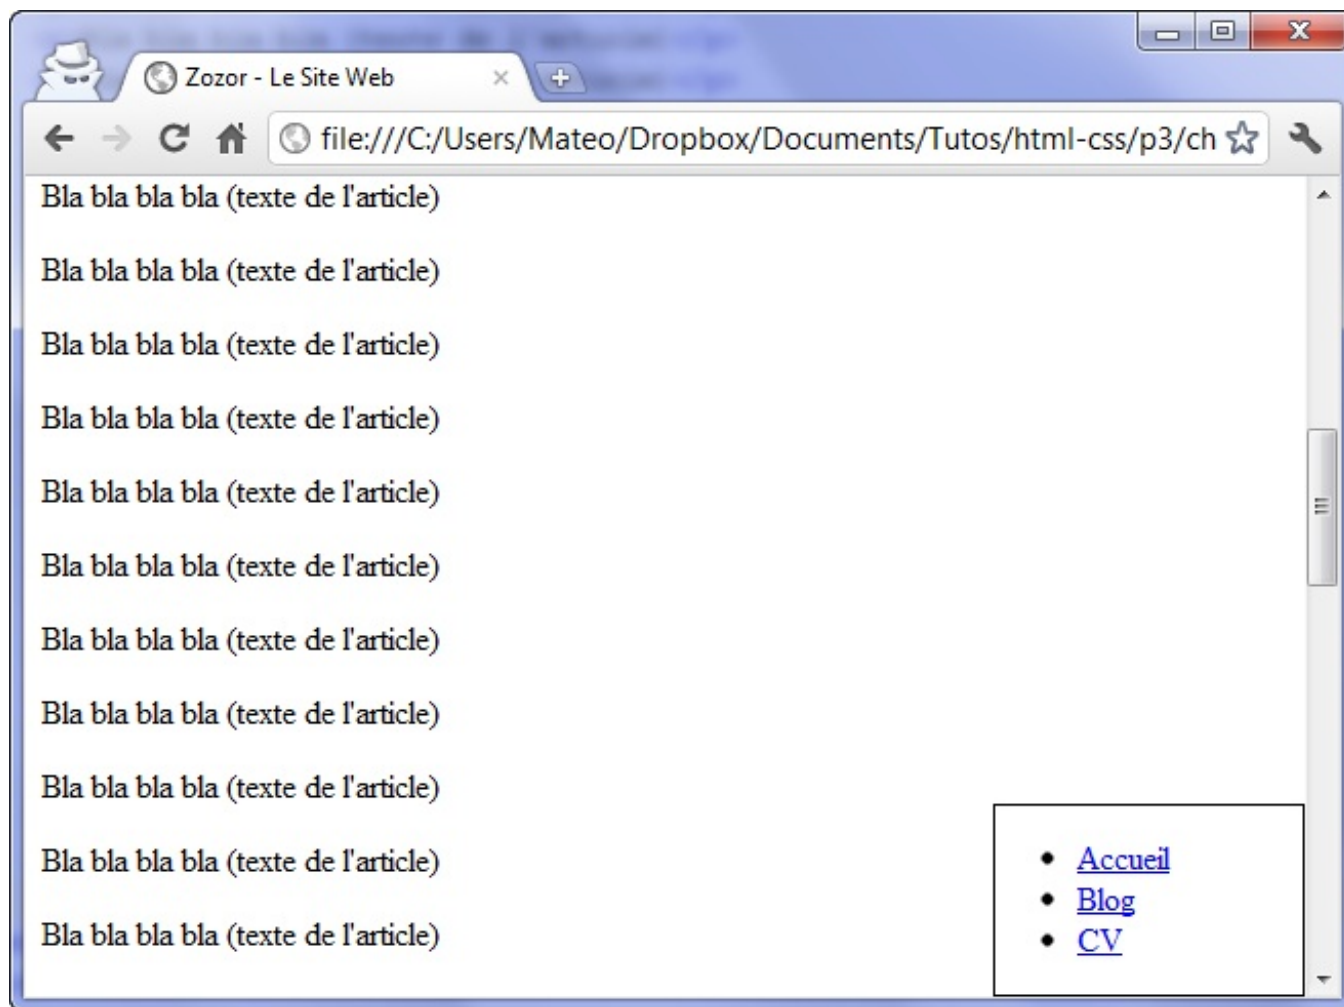 Zozor - Le Site Web
file:///C:/Users/Mateo/Dropbox/Documents/Tutos/html-css/p3/ch
Bla bla bla bla (texte de l'article)
Bla bla bla bla (texte de l'article)
Bla bla bla bla (texte de l'article)
Bla bla bla bla (texte de l'article)
Bla bla bla bla (texte de l'article)
Bla bla bla bla (texte de l'article)
Bla bla bla bla (texte de l'article)
Bla bla bla bla (texte de l'article)
Bla bla bla bla (texte de l'article)
Bla bla bla bla (texte de l'article)
Bla bla bla bla (texte de l'article)
Accueil
Blog
CV